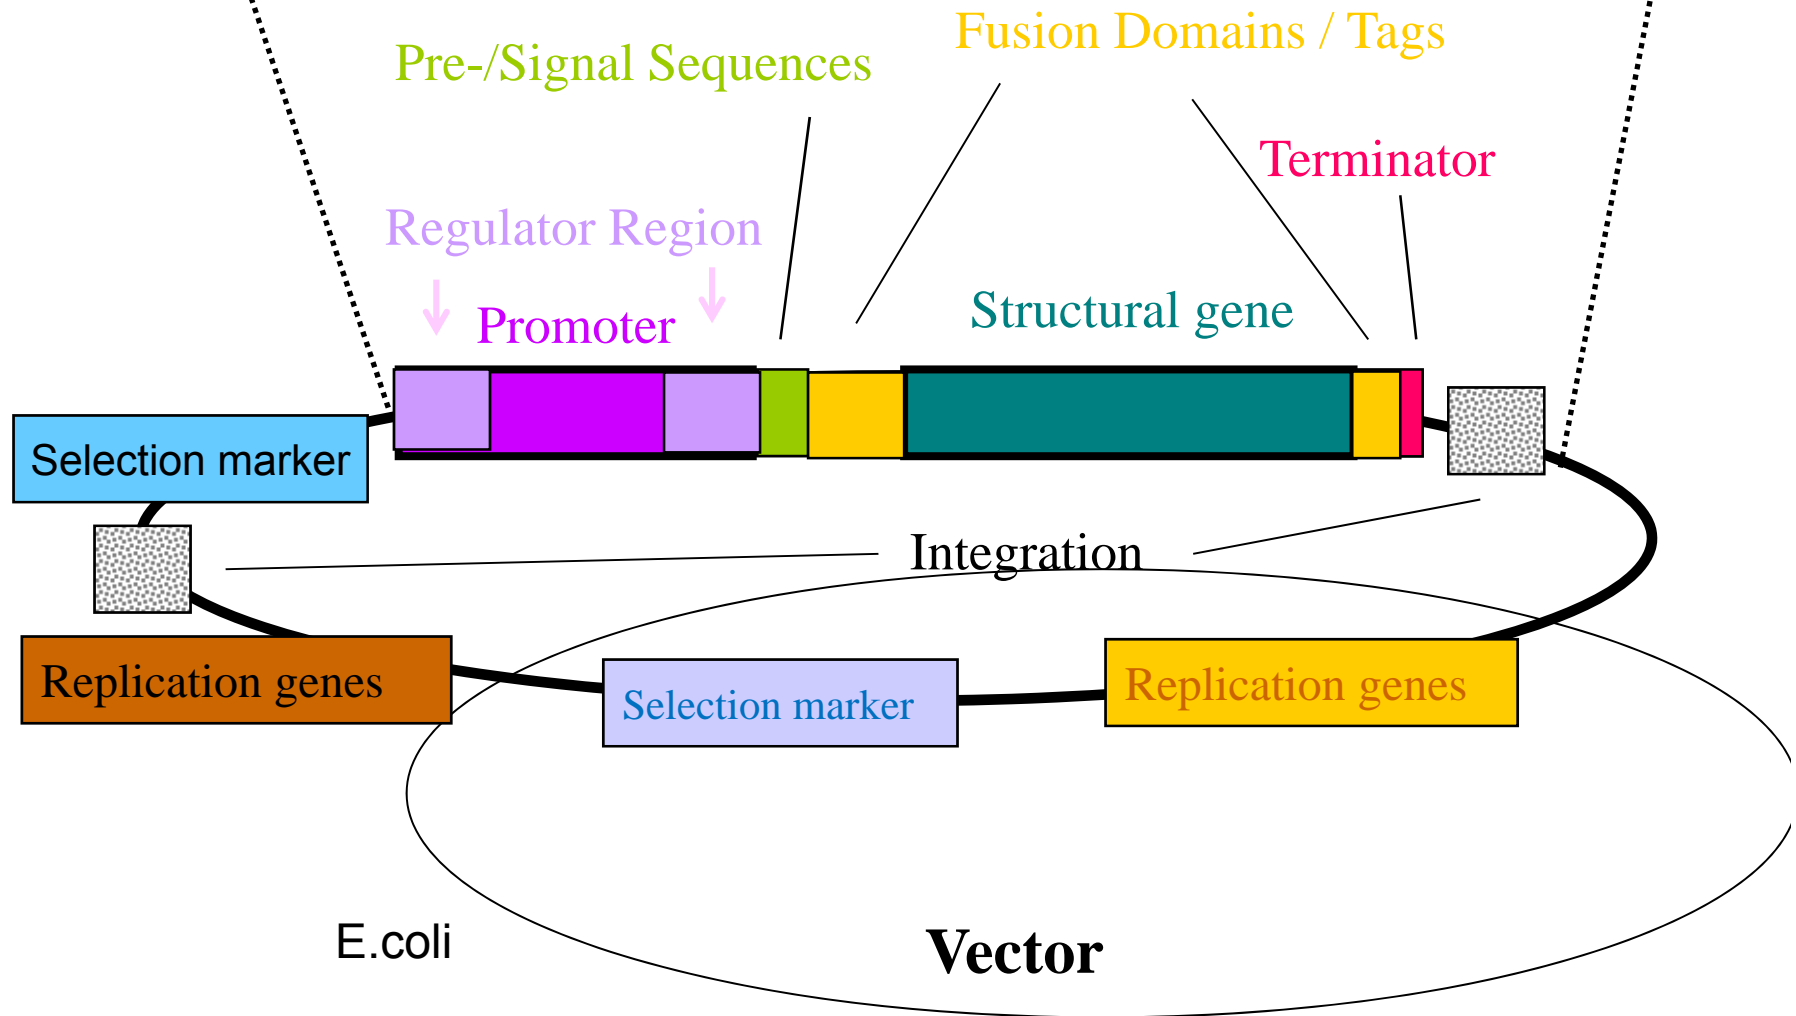 Fusion Domains / Tags
Pre-/Signal Sequences
Terminator
Regulator Region
Structural gene
Promoter
Selection marker
Integration
Replication genes
Selection marker
Replication genes
E.coli
Vector